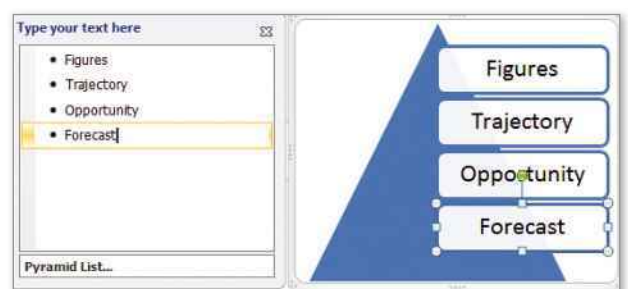 Type your text here
• Figures
• Trajectory
• Opportunity
• Forecast
Pyramid List...
Figures
Trajectory
Opportunity
Forecast